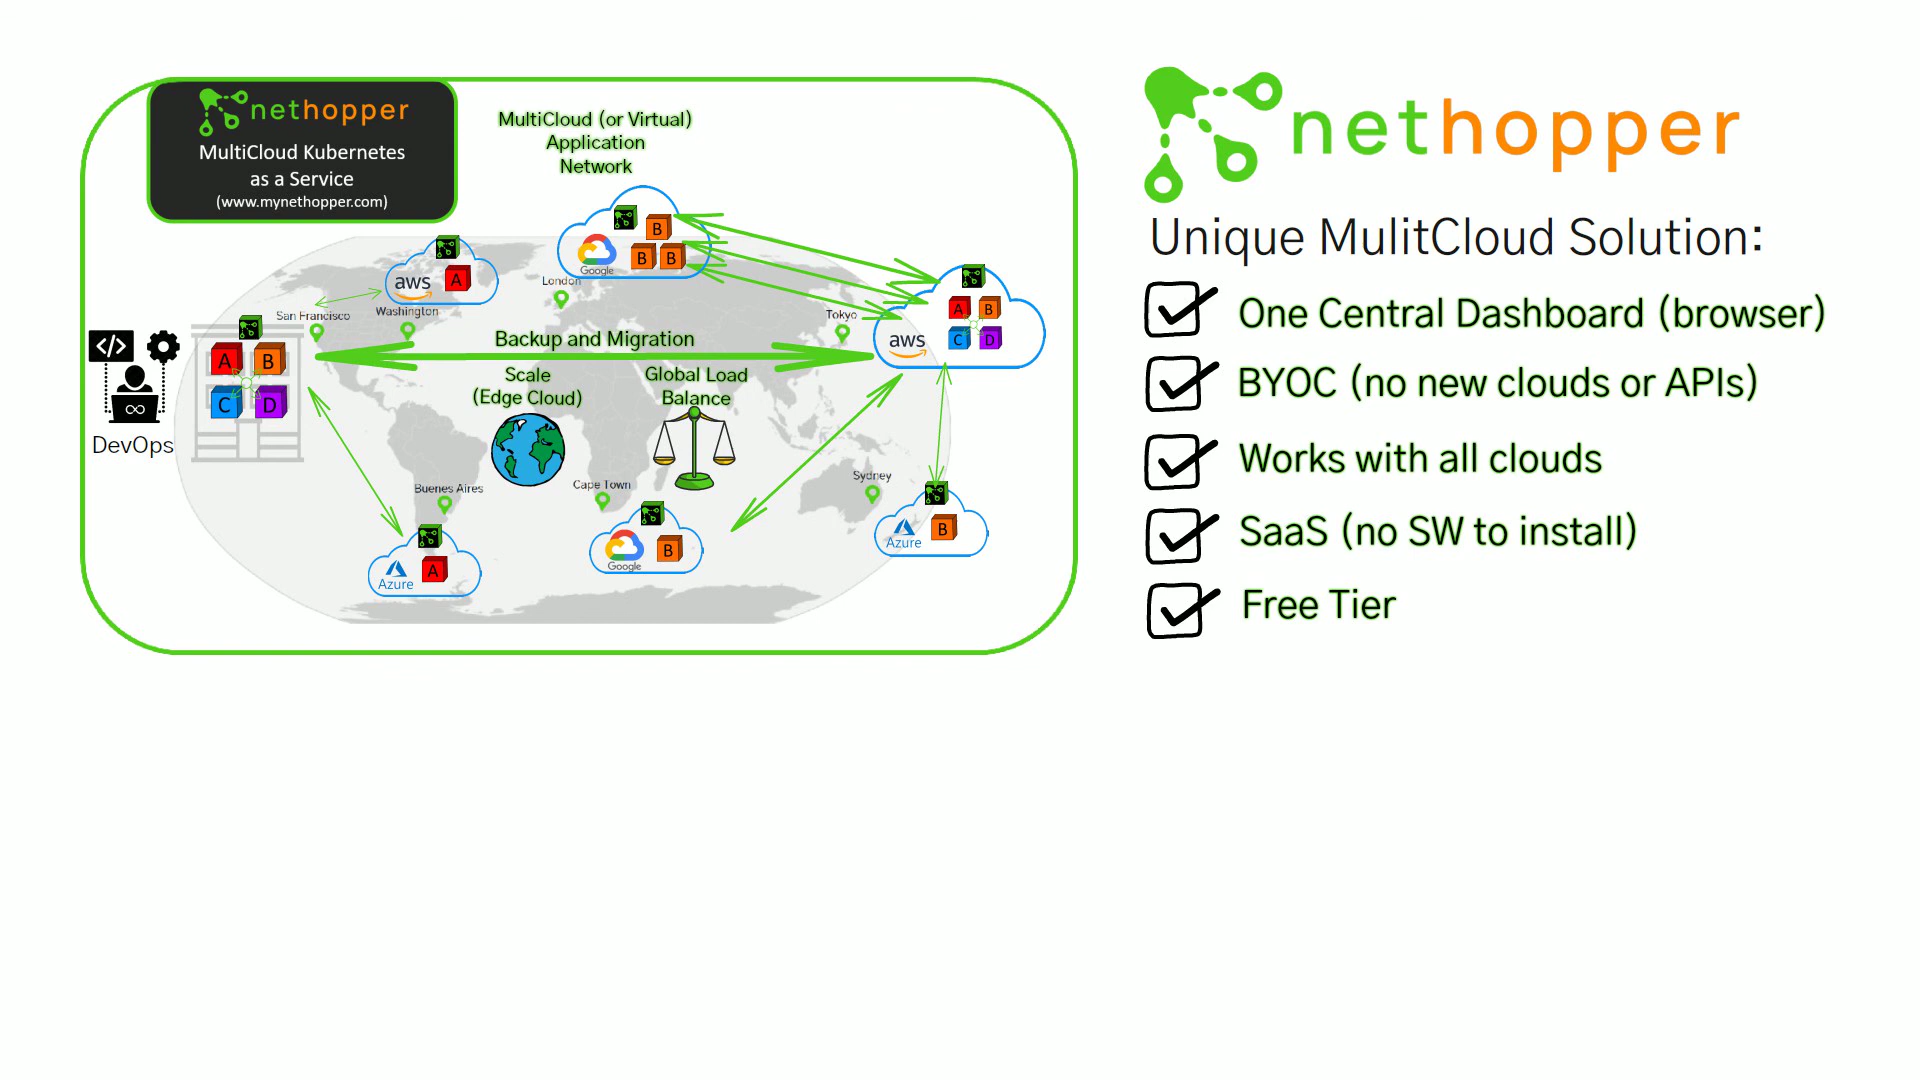 nethopper
MultiCloud Kubernetes
as a Service
(www.mynethopper.com)
MultiCloud (or Virtual)
Application
Network
B
Google
B B
aws A
London
San Francisco
Washington
Tokyo
A B
aws C D
Backup and Migration
</>
A B
C D
DevOps
Scale
(Edge Cloud)
Global Load
Balance
Buenes Aires
Cape Town
Sydney
Azure A
Google B
Azure B
nethopper
Unique MulitCloud Solution:
One Central Dashboard (browser)
BYOC (no new clouds or APIs)
Works with all clouds
SaaS (no SW to install)
Free Tier